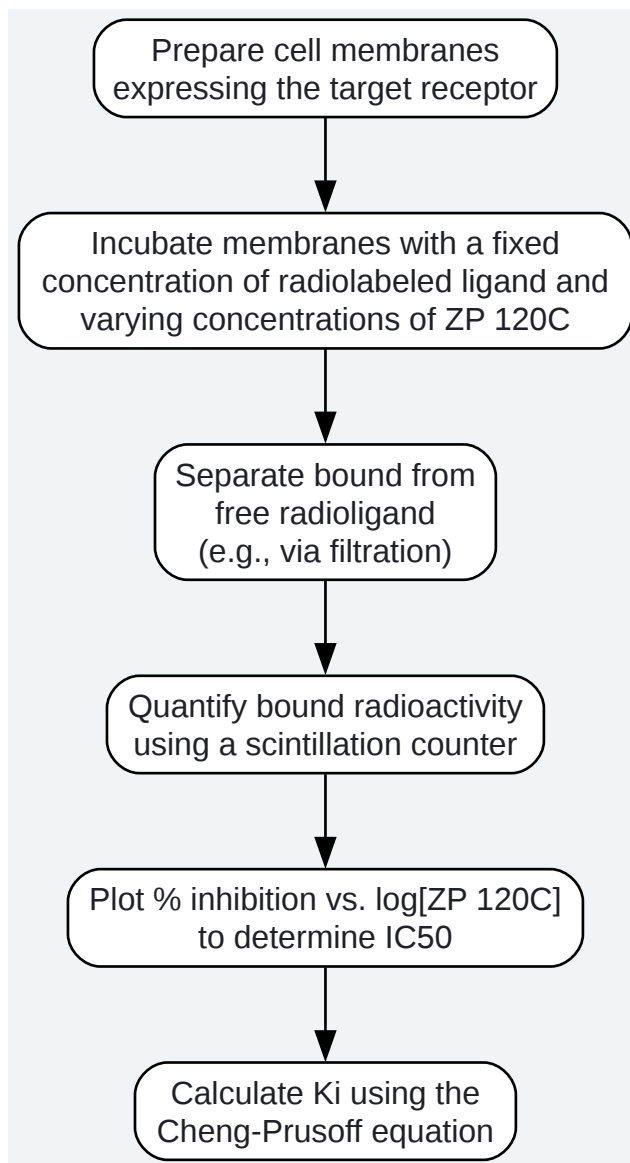 Prepare cell membranes
expressing the target receptor
Incubate membranes with a fixed
concentration of radiolabeled ligand and
varying concentrations of ZP 120C
Separate bound from
free radioligand
(e.g., via filtration)
Quantify bound radioactivity
using a scintillation counter
Plot % inhibition vs. log[ZP 120C]
to determine IC50
Calculate Ki using the
Cheng-Prusoff equation